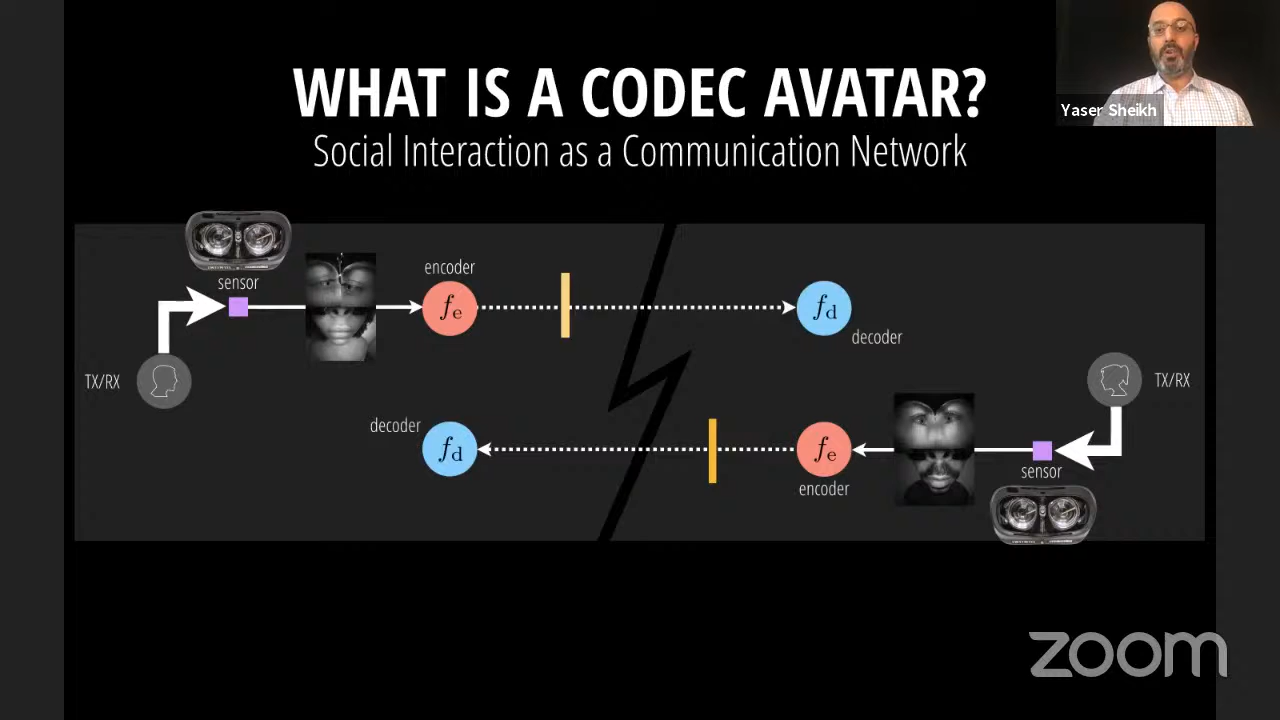 WHAT IS A CODEC AVATAR?
Social Interaction as a Communication Network
Yaser Sheikh
encoder
sensor
fe
fd
decoder
TX/RX
TX/RX
decoder
fd
fe
sensor
encoder
zoom